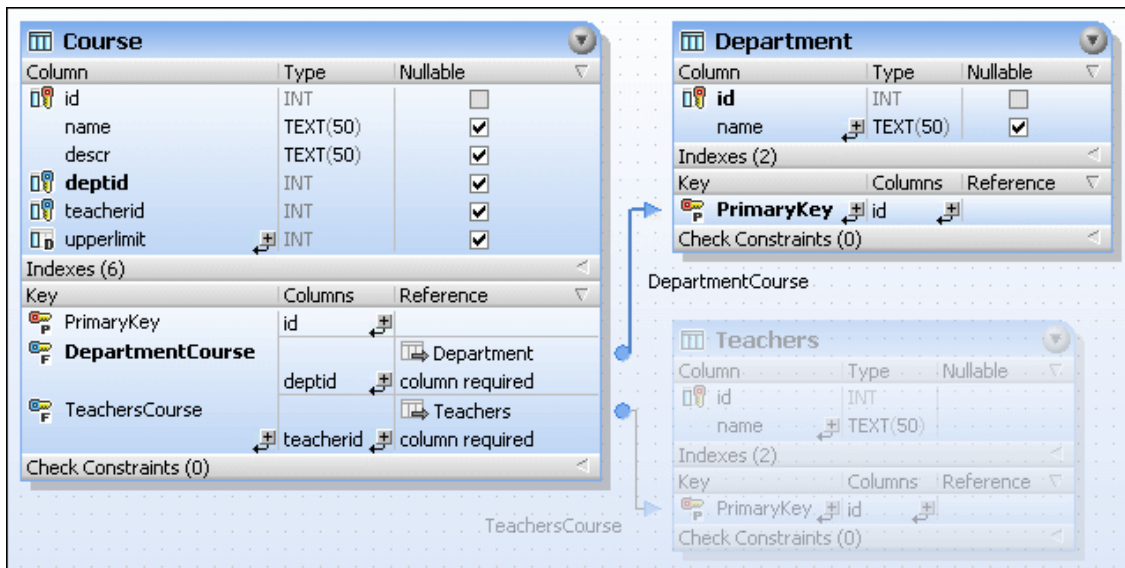 Course
Column Type Nullable
id INT
name TEXT(50)
descr TEXT(50)
deptid INT
teacherid INT
upperlimit INT
Indexes (6)
Key Columns Reference
PrimaryKey id
DepartmentCourse Department
deptid column required
TeachersCourse Teachers
teacherid column required
Check Constraints (0)
Department
Column Type Nullable
id INT
name TEXT(50)
Indexes (2)
Key Columns Reference
PrimaryKey id
Check Constraints (0)
DepartmentCourse
Teachers
Column Type Nullable
id INT
name TEXT(50)
Indexes (2)
Key Columns Reference
PrimaryKey id
Check Constraints (0)
TeachersCourse